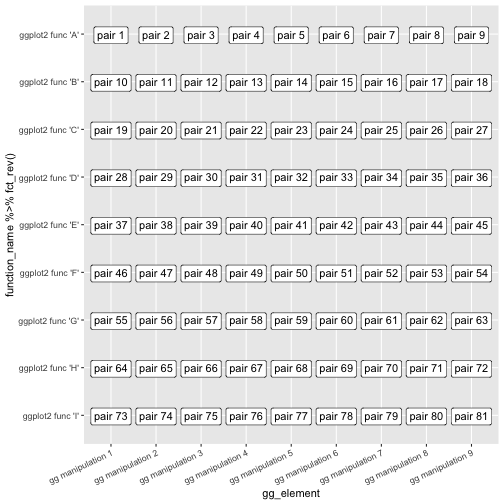 ggplot2 func 'A' pair 1 pair 2 pair 3 pair 4 pair 5 pair 6 pair 7 pair 8 pair 9
ggplot2 func 'B' pair 10 pair 11 pair 12 pair 13 pair 14 pair 15 pair 16 pair 17 pair 18
ggplot2 func 'C' pair 19 pair 20 pair 21 pair 22 pair 23 pair 24 pair 25 pair 26 pair 27
ggplot2 func 'D' pair 28 pair 29 pair 30 pair 31 pair 32 pair 33 pair 34 pair 35 pair 36
ggplot2 func 'E' pair 37 pair 38 pair 39 pair 40 pair 41 pair 42 pair 43 pair 44 pair 45
ggplot2 func 'F' pair 46 pair 47 pair 48 pair 49 pair 50 pair 51 pair 52 pair 53 pair 54
ggplot2 func 'G' pair 55 pair 56 pair 57 pair 58 pair 59 pair 60 pair 61 pair 62 pair 63
ggplot2 func 'H' pair 64 pair 65 pair 66 pair 67 pair 68 pair 69 pair 70 pair 71 pair 72
ggplot2 func 'I' pair 73 pair 74 pair 75 pair 76 pair 77 pair 78 pair 79 pair 80 pair 81
function_name %>% fct_rev()
gg manipulation 1 gg manipulation 2 gg manipulation 3 gg manipulation 4 gg manipulation 5 gg manipulation 6 gg manipulation 7 gg manipulation 8 gg manipulation 9
gg_element